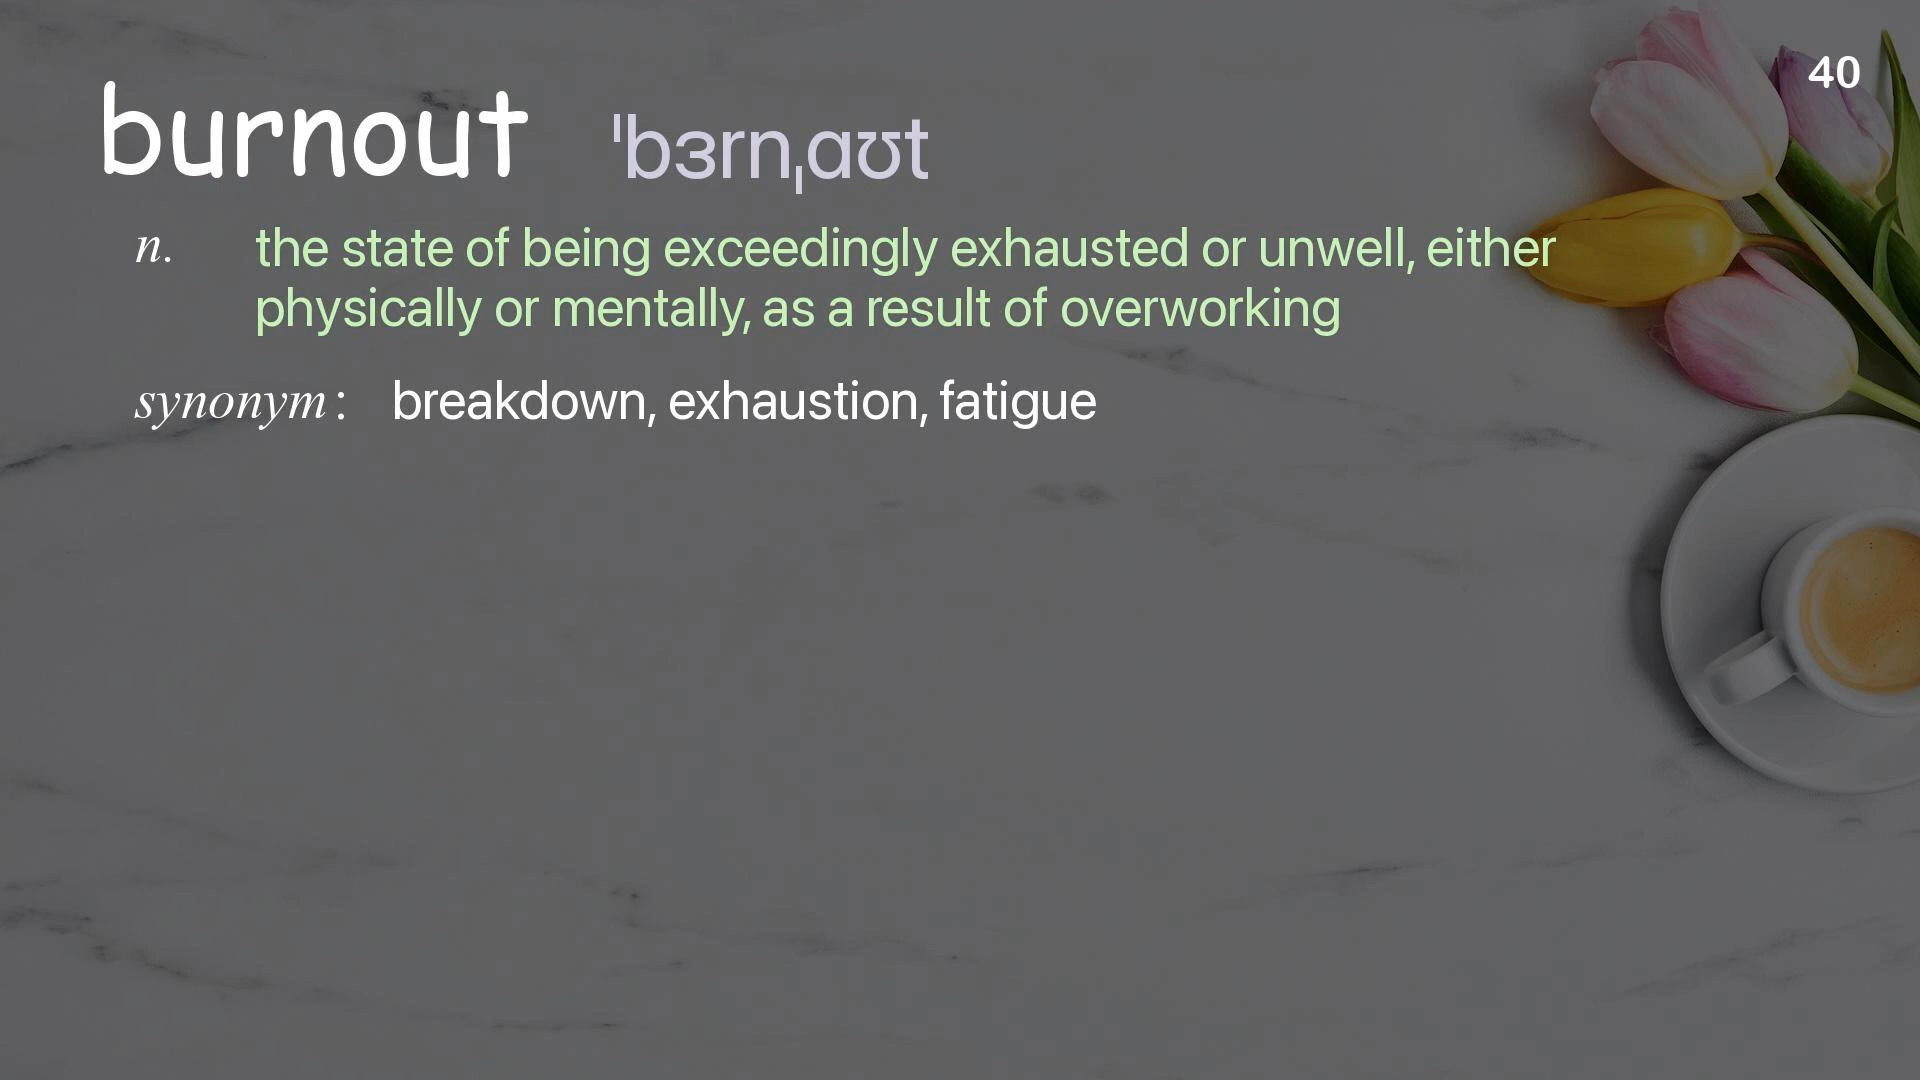 40
burnout ˈbɜrnˌaʊt
n. the state of being exceedingly exhausted or unwell, either
physically or mentally, as a result of overworking
synonym : breakdown, exhaustion, fatigue